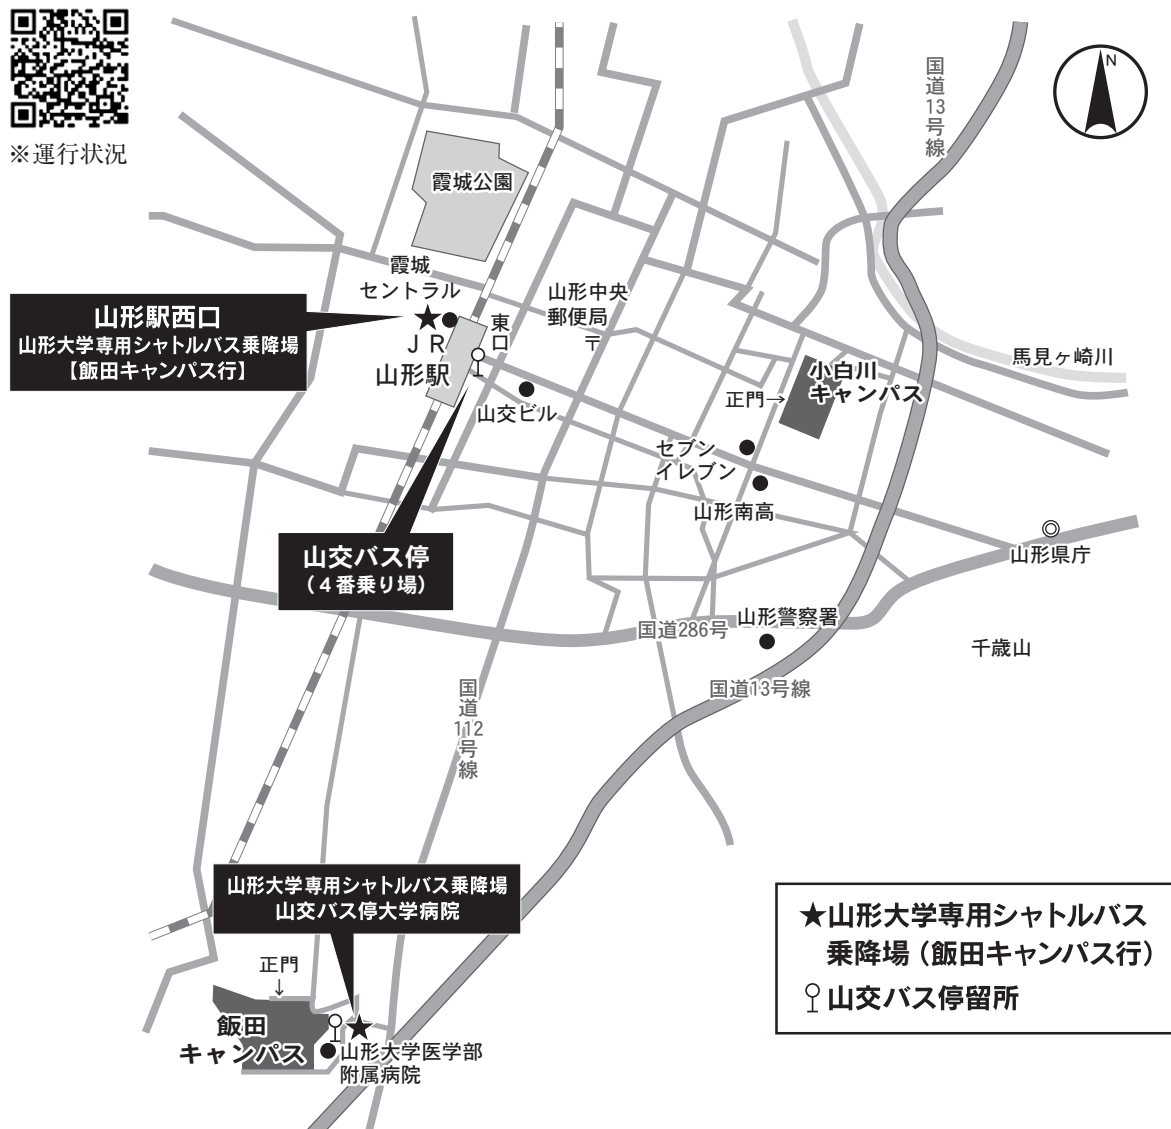 ※運行状況
国道13号線
N
霞城公園
霞城
セントラル
山形駅西口
山形大学専用シャトルバス乗降場
【飯田キャンパス行】
ＪＲ
山形駅
東口
山形中央
郵便局
〒
山交ビル
馬見ヶ崎川
小白川
キャンパス
正門→
セブン
イレブン
山形南高
山形県庁
山交バス停
（４番乗り場）
国道286号
山形警察署
千歳山
国道13号線
国道112号線
山形大学専用シャトルバス乗降場
山交バス停大学病院
正門
↓
飯田
キャンパス
山形大学医学部
附属病院
★山形大学専用シャトルバス
乗降場（飯田キャンパス行）
山交バス停留所